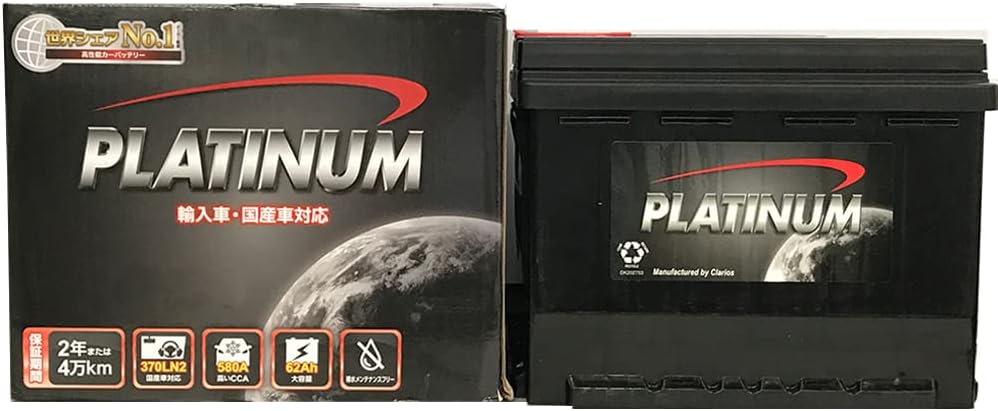 世界シェア No.1
高性能カーバッテリー
PLATINUM
輸入車・国産車対応
保証期間
2年または
4万km
370LN2
国産車対応
580A
高いCCA
62Ah
大容量
補水メンテナンスフリー
PLATINUM
RECYCLE
Manufactured by Clarios